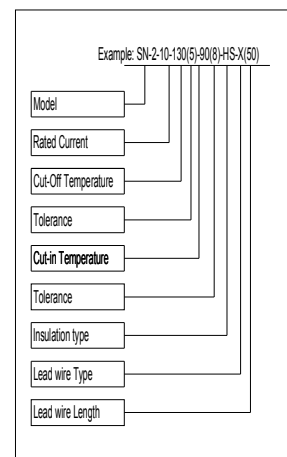 Example: SN-2-10-130(5)-90(8)-HS-X(50)
Model
Rated Current
Cut-Off Temperature
Tolerance
Cut-in Temperature
Tolerance
Insulation type
Lead wire Type
Lead wire Length